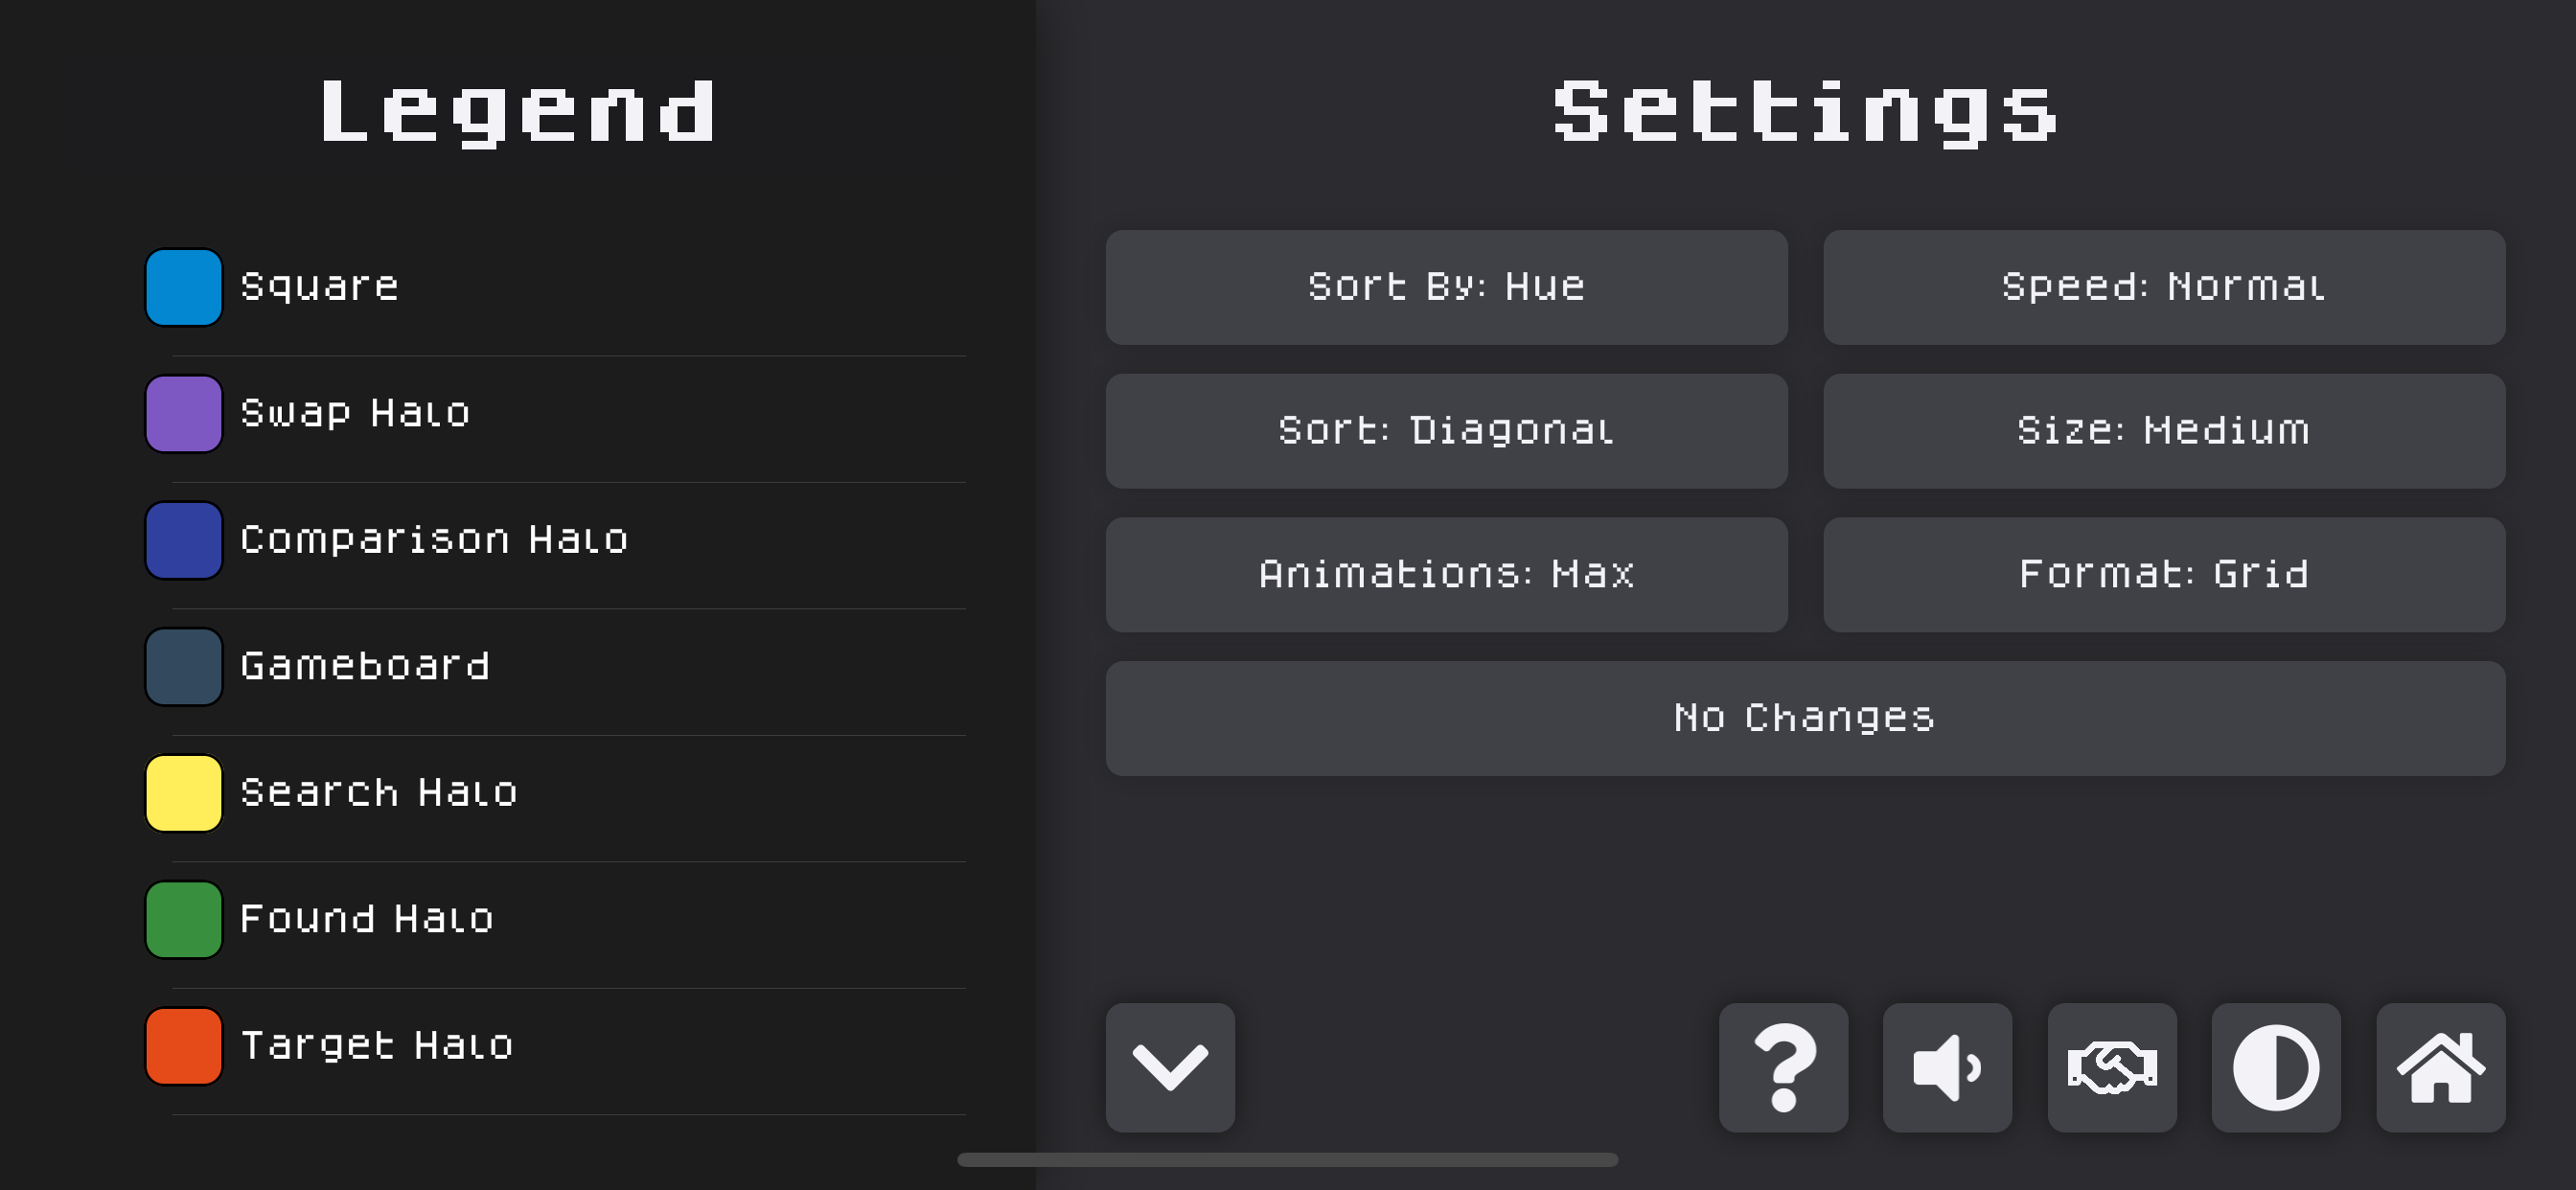 Legend
Square
Swap Halo
Comparison Halo
Gameboard
Search Halo
Found Halo
Target Halo
Settings
Sort By: Hue
Speed: Normal
Sort: Diagonal
Size: Medium
Animations: Max
Format: Grid
No Changes